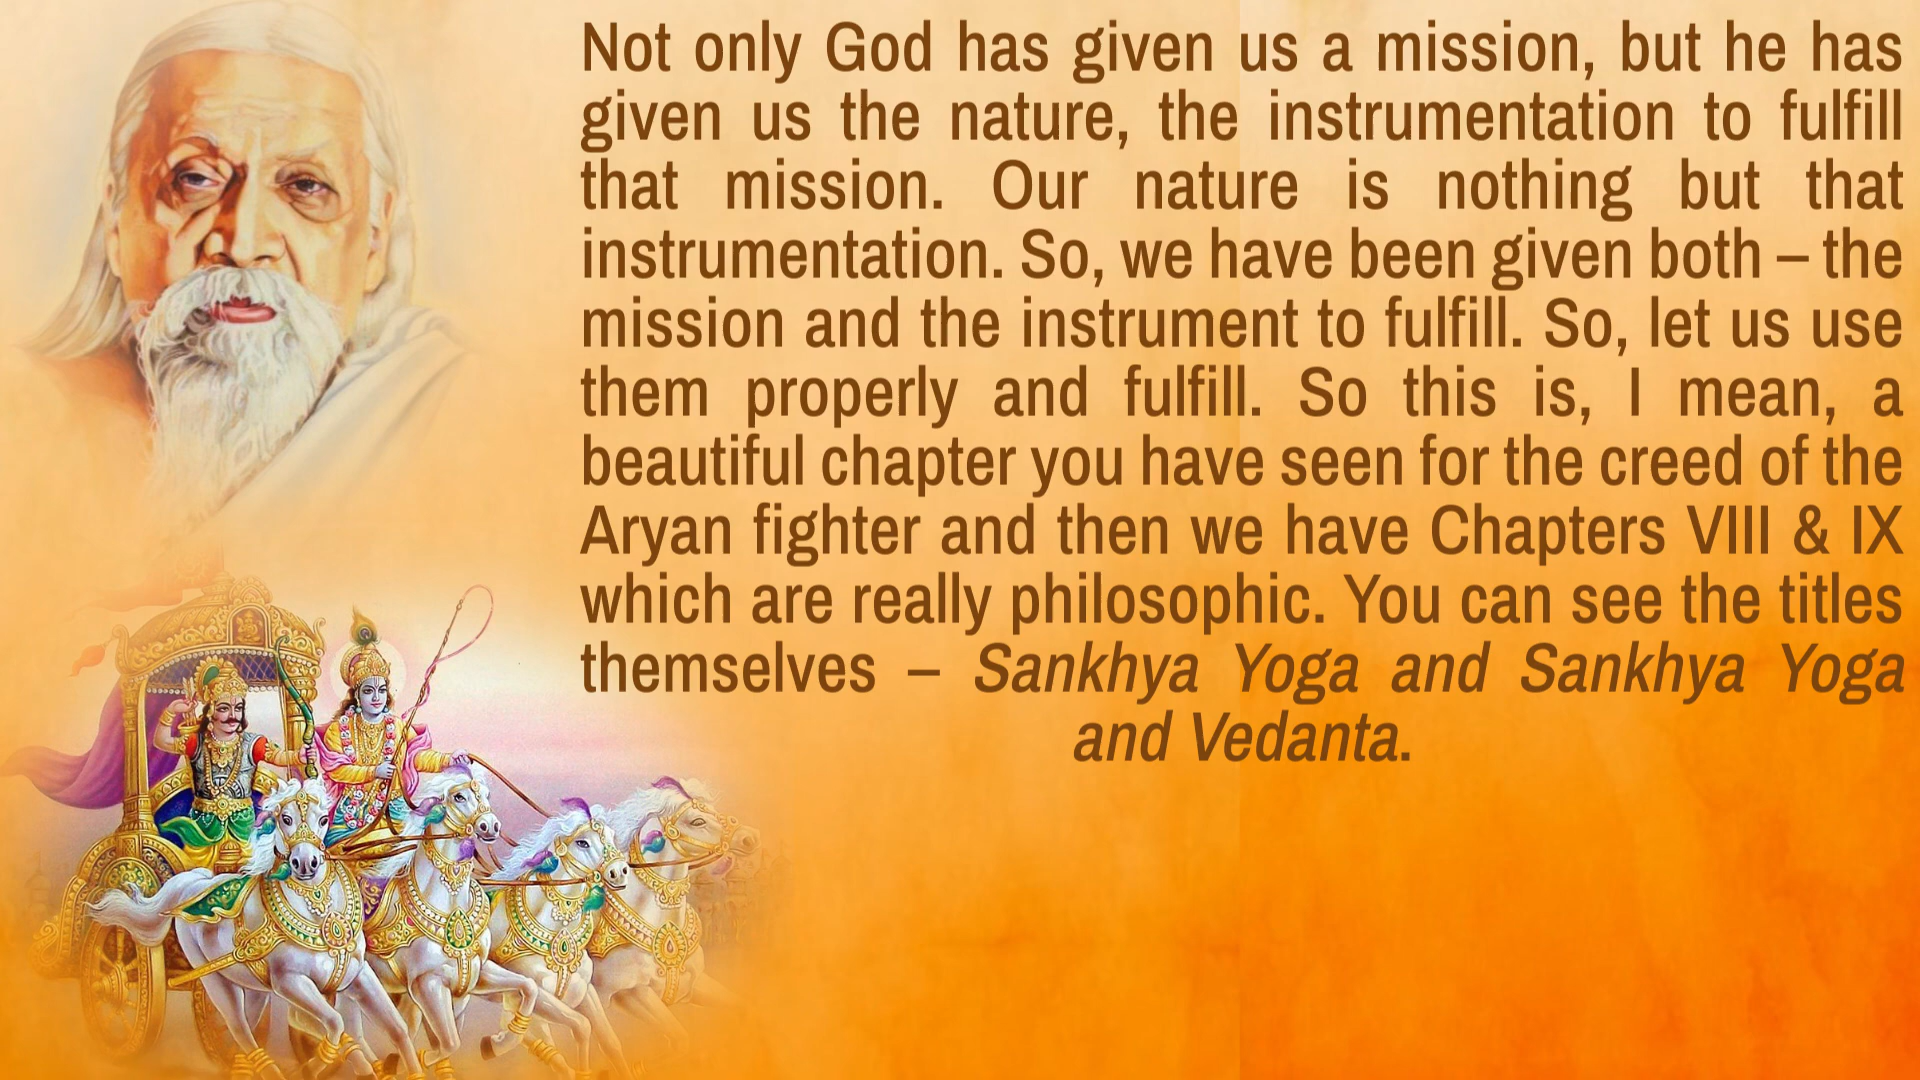 Not only God has given us a mission, but he has
given us the nature, the instrumentation to fulfill
that mission. Our nature is nothing but that
instrumentation. So, we have been given both – the
mission and the instrument to fulfill. So, let us use
them properly and fulfill. So this is, I mean, a
beautiful chapter you have seen for the creed of the
Aryan fighter and then we have Chapters VIII & IX
which are really philosophic. You can see the titles
themselves – Sankhya Yoga and Sankhya Yoga
and Vedanta.